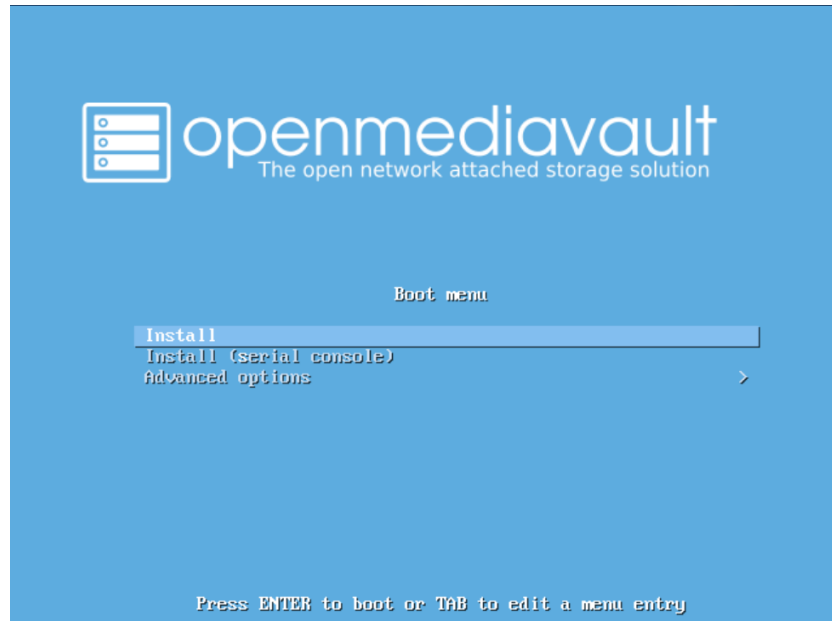 openmediavault
The open network attached storage solution
Boot menu
Install
Install (serial console)
Advanced options >
Press ENTER to boot or TAB to edit a menu entry